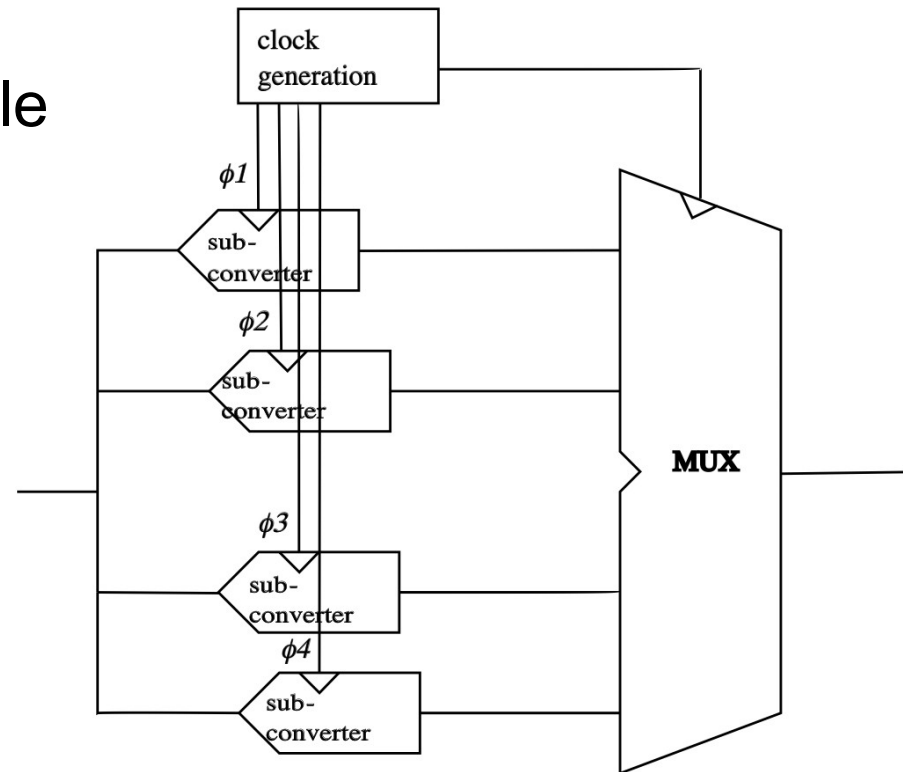 clock
generation
le
ϕ1
sub-
converter
ϕ2
sub-
converter
MUX
ϕ3
sub-
converter
ϕ4
sub-
converter